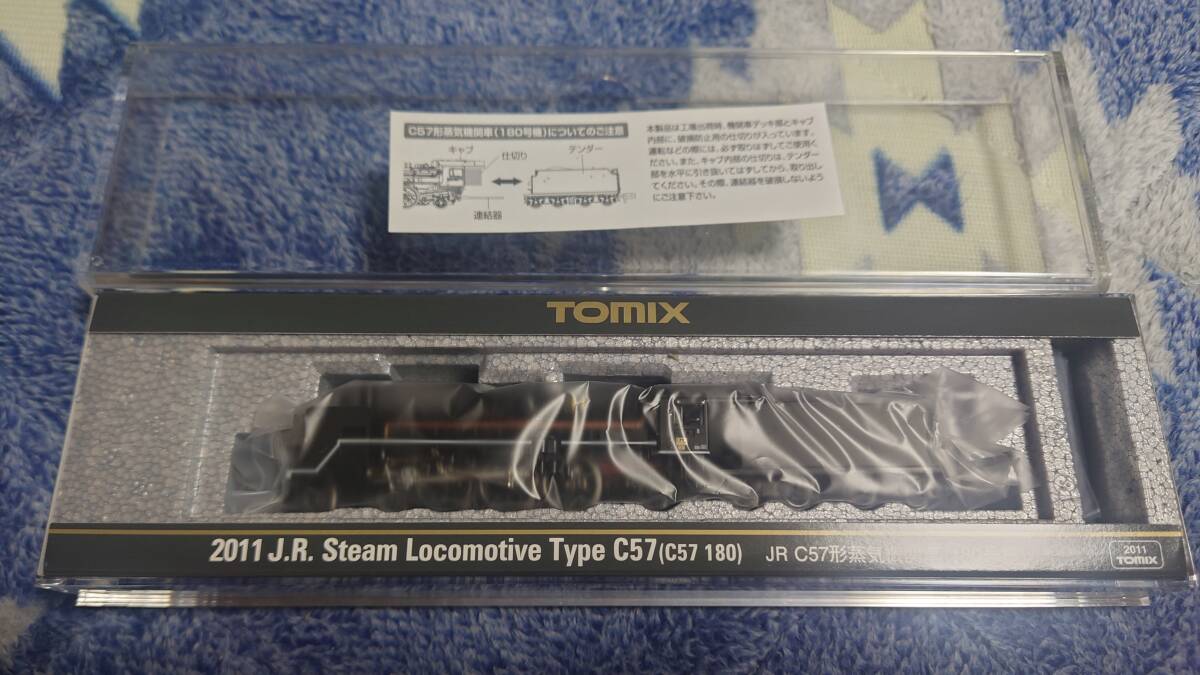 C57形蒸気機関車(180号機)についてのご注意
キャブ
仕切り
テンダー
連結器
本製品は工場出荷時、機関車デッキ部とキャブ
内部に、破損防止用の仕切りが入っています。
運転などの際には、必ず取りはずしてご使用く
ださい。また、キャブ内部の仕切りは、テンダー
部を水平に引き抜いてはずしてから、取り出し
てください。その際、連結器を破損しないよう
にご注意下さい。
TOMIX
2011 J.R. Steam Locomotive Type C57(C57 180) JR C57形蒸気
2011
TOMIX